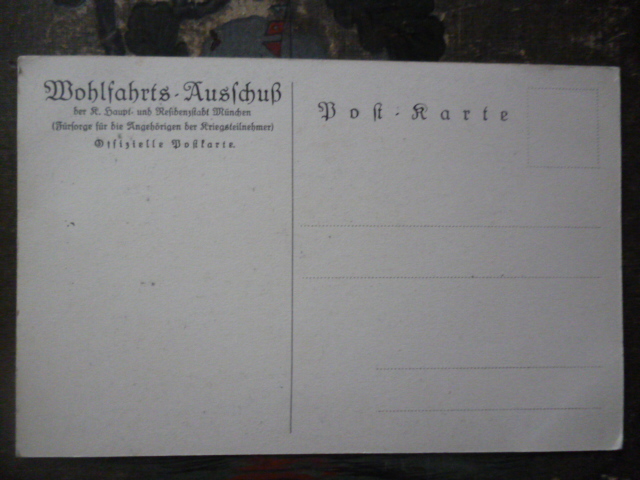 Wohlfahrts-Ausschuß
der K. Haupt- und Residenzstadt München
(Fürsorge für die Angehörigen der Kriegsteilnehmer)
Offizielle Postkarte.
Post-Karte